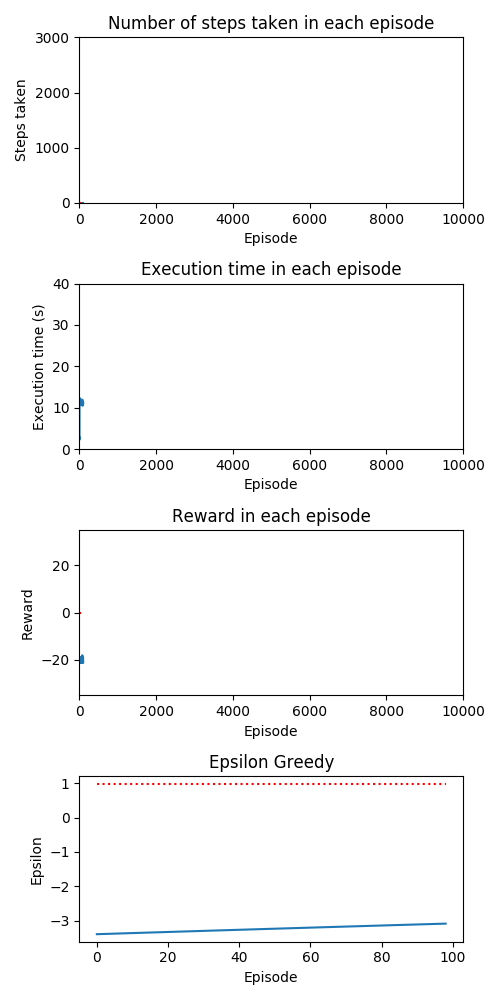 Number of steps taken in each episode
3000
2000
1000
0
Steps taken
0 2000 4000 6000 8000 10000
Episode
Execution time in each episode
40
30
20
10
0
Execution time (s)
0 2000 4000 6000 8000 10000
Episode
Reward in each episode
20
0
−20
Reward
0 2000 4000 6000 8000 10000
Episode
Epsilon Greedy
1
0
−1
−2
−3
Epsilon
0 20 40 60 80 100
Episode